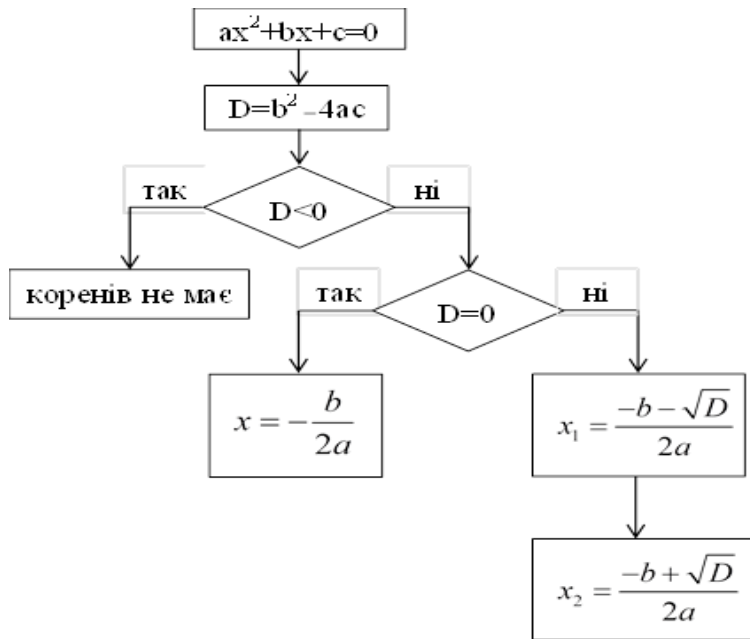 ax²+bx+c=0
D=b² –4ac
так
D<0
ні
коренів не має
так
D=0
ні
x = -b/2a
x₁ = (-b - √D)/2a
x₂ = (-b + √D)/2a